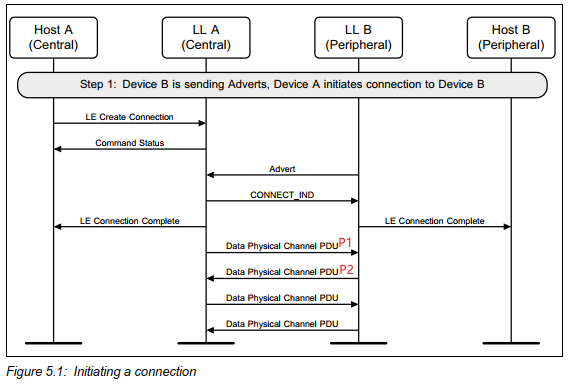 Host A
(Central)
LL A
(Central)
LL B
(Peripheral)
Host B
(Peripheral)
Step 1: Device B is sending Adverts, Device A initiates connection to Device B
LE Create Connection
Command Status
Advert
CONNECT_IND
LE Connection Complete
LE Connection Complete
Data Physical Channel PDU P1
Data Physical Channel PDU P2
Data Physical Channel PDU
Data Physical Channel PDU
Figure 5.1: Initiating a connection